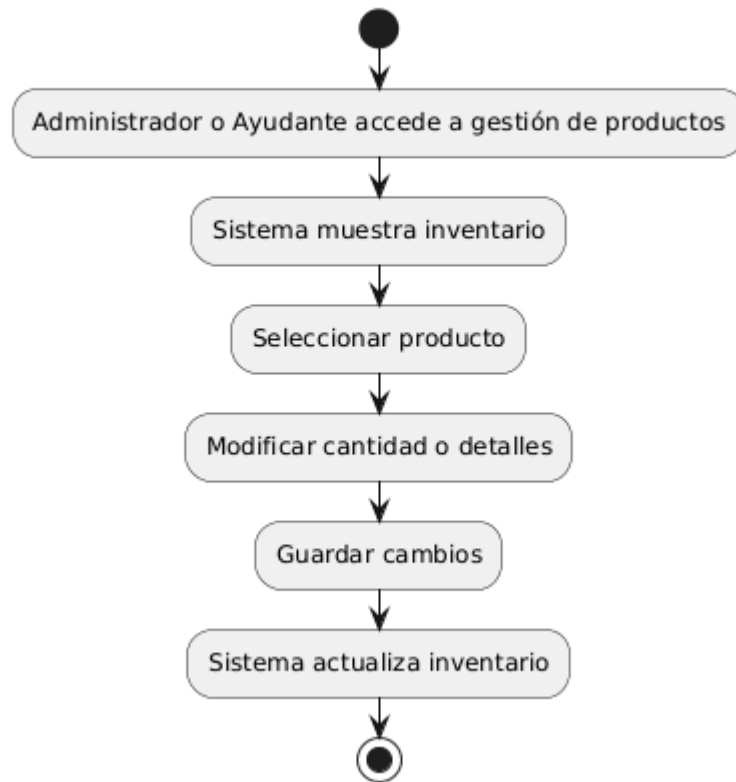 Administrador o Ayudante accede a gestión de productos
Sistema muestra inventario
Seleccionar producto
Modificar cantidad o detalles
Guardar cambios
Sistema actualiza inventario